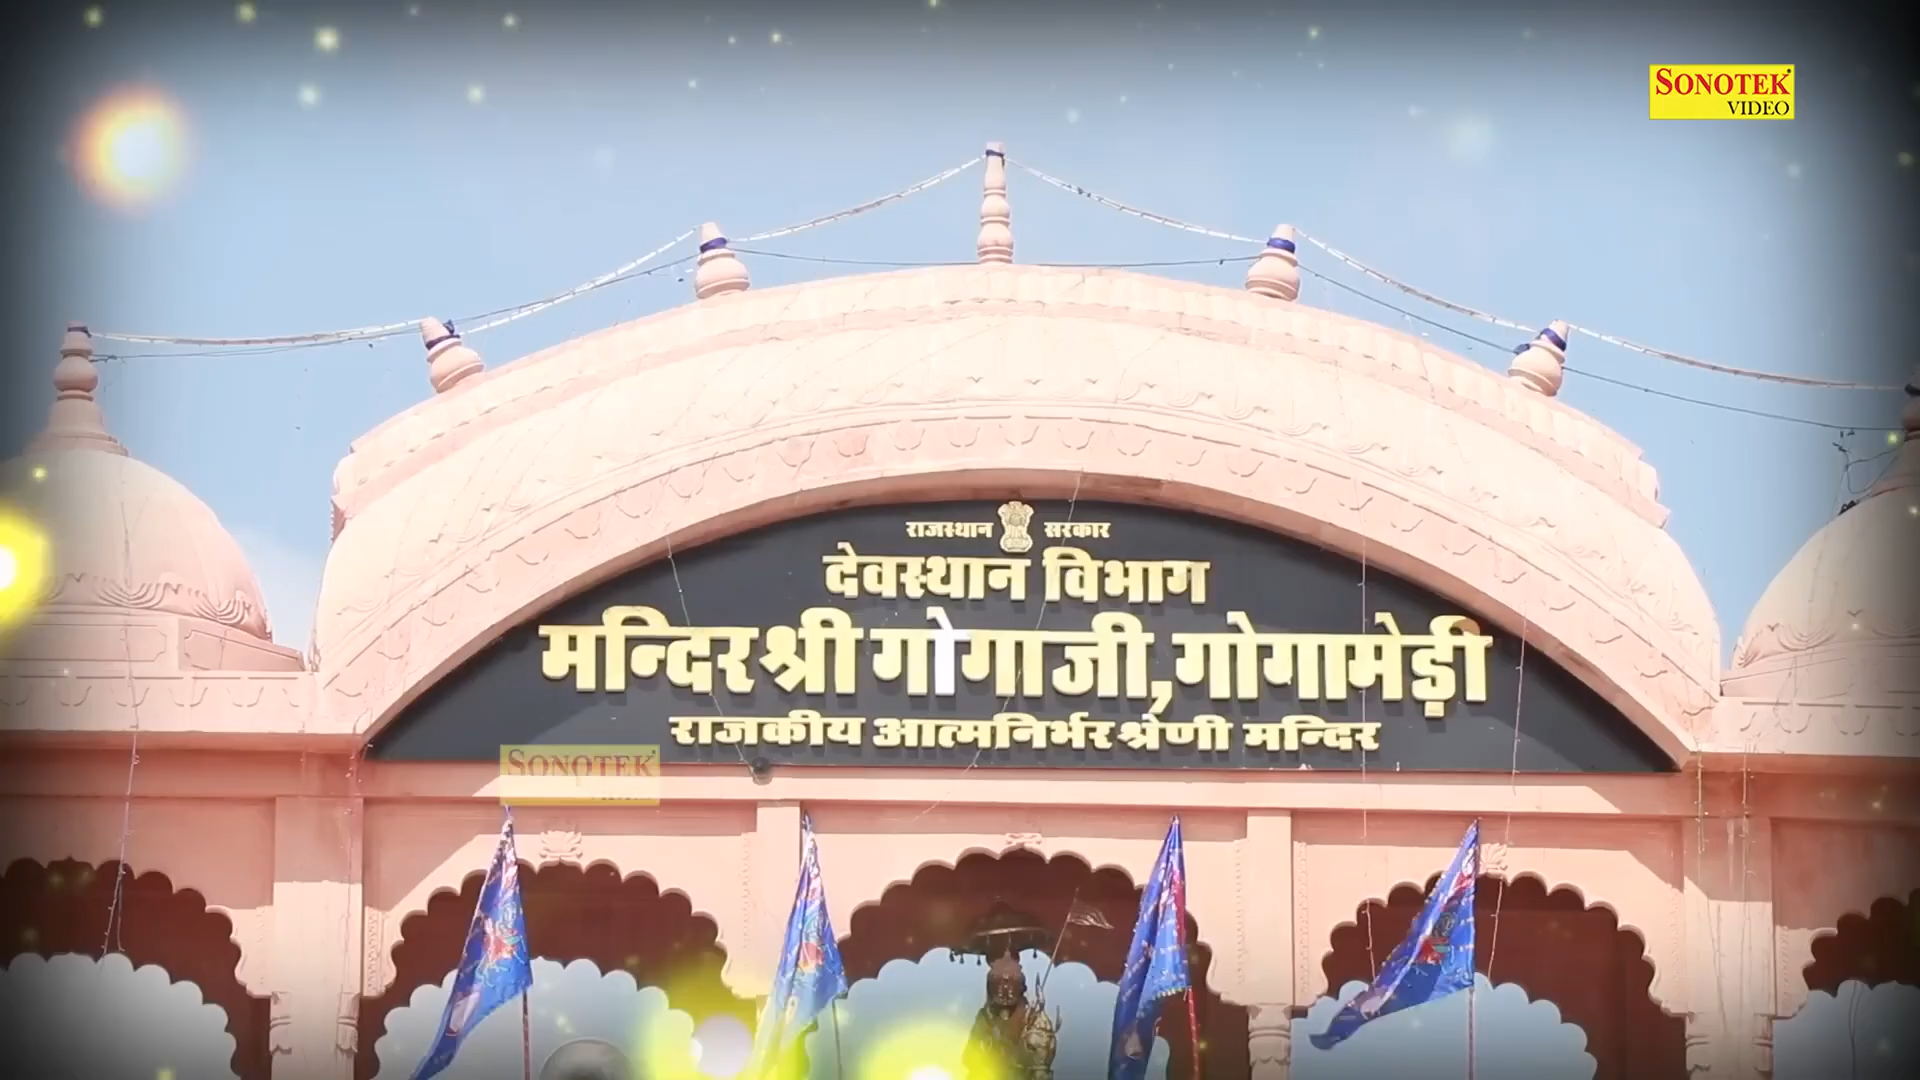 SONOTEK
VIDEO
राजस्थान सरकार
देवस्थान विभाग
मन्दिर श्री गोगाजी, गोगामेड़ी
राजकीय आत्मनिर्भर श्रेणी मन्दिर
SONOTEK